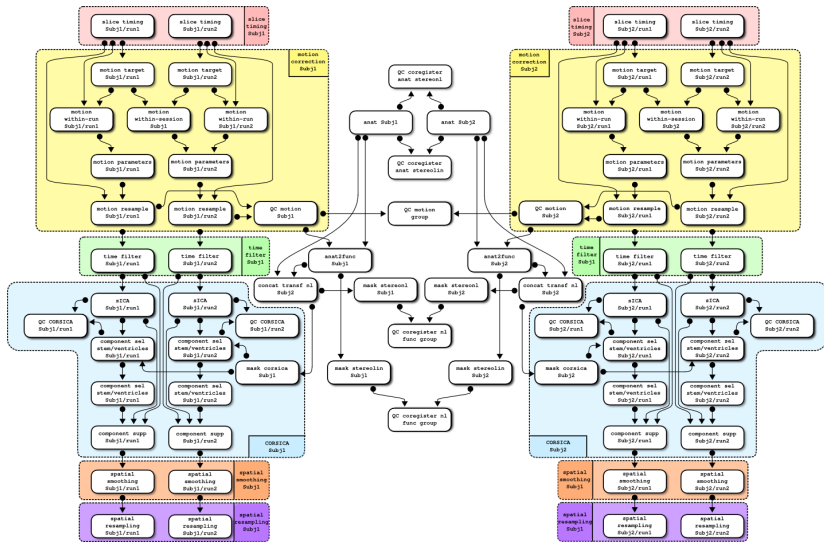 slice timing
Subj1/run1
slice timing
Subj1/run2
slice
timing
Subj1
slice timing
Subj2/run1
slice timing
Subj2/run2
slice
timing
Subj2
motion
correction
Subj1
motion target
Subj1/run1
motion target
Subj1/run2
motion
within-run
Subj1/run1
motion
within-session
Subj1
motion
within-run
Subj1/run2
motion parameters
Subj1/run1
motion parameters
Subj1/run2
motion resample
Subj1/run1
motion resample
Subj1/run2
QC motion
Subj1
QC coregister
anat stereonl
anat Subj1
anat Subj2
QC coregister
anat stereolin
QC motion
group
motion
correction
Subj2
motion target
Subj2/run1
motion target
Subj2/run2
motion
within-run
Subj2/run1
motion
within-session
Subj2
motion
within-run
Subj2/run2
motion parameters
Subj2/run1
motion parameters
Subj2/run2
QC motion
Subj2
motion resample
Subj2/run1
motion resample
Subj2/run2
time filter
Subj1/run1
time filter
Subj1/run2
time
filter
Subj1
anat2func
Subj1
anat2func
Subj2
time
filter
Subj1
time filter
Subj2/run1
time filter
Subj2/run2
concat transf nl
Subj2
mask stereonl
Subj1
mask stereonl
Subj2
concat transf nl
Subj2
sICA
Subj1/run1
sICA
Subj1/run2
QC CORSICA
Subj1/run1
QC CORSICA
Subj1/run2
component sel
stem/ventricles
Subj1/run1
component sel
stem/ventricles
Subj1/run2
mask corsica
Subj1
component sel
stem/ventricles
Subj1/run1
component sel
stem/ventricles
Subj1/run2
component supp
Subj1/run1
component supp
Subj1/run2
CORSICA
Subj1
QC coregister nl
func group
mask stereolin
Subj1
mask stereolin
Subj2
QC coregister nl
func group
sICA
Subj2/run1
sICA
Subj2/run2
QC CORSICA
Subj2/run1
QC CORSICA
Subj2/run2
component sel
stem/ventricles
Subj2/run1
component sel
stem/ventricles
Subj2/run2
mask corsica
Subj2
component sel
stem/ventricles
Subj2/run1
component sel
stem/ventricles
Subj2/run2
CORSICA
Subj2
component supp
Subj2/run1
component supp
Subj2/run2
spatial
smoothing
Subj1/run1
spatial
smoothing
Subj1/run2
spatial
smoothing
Subj1
spatial
smoothing
Subj1
spatial
smoothing
Subj2/run1
spatial
smoothing
Subj2/run2
spatial
resampling
Subj1/run1
spatial
resampling
Subj1/run2
spatial
resampling
Subj1
spatial
resampling
Subj1
spatial
resampling
Subj2/run1
spatial
resampling
Subj2/run2